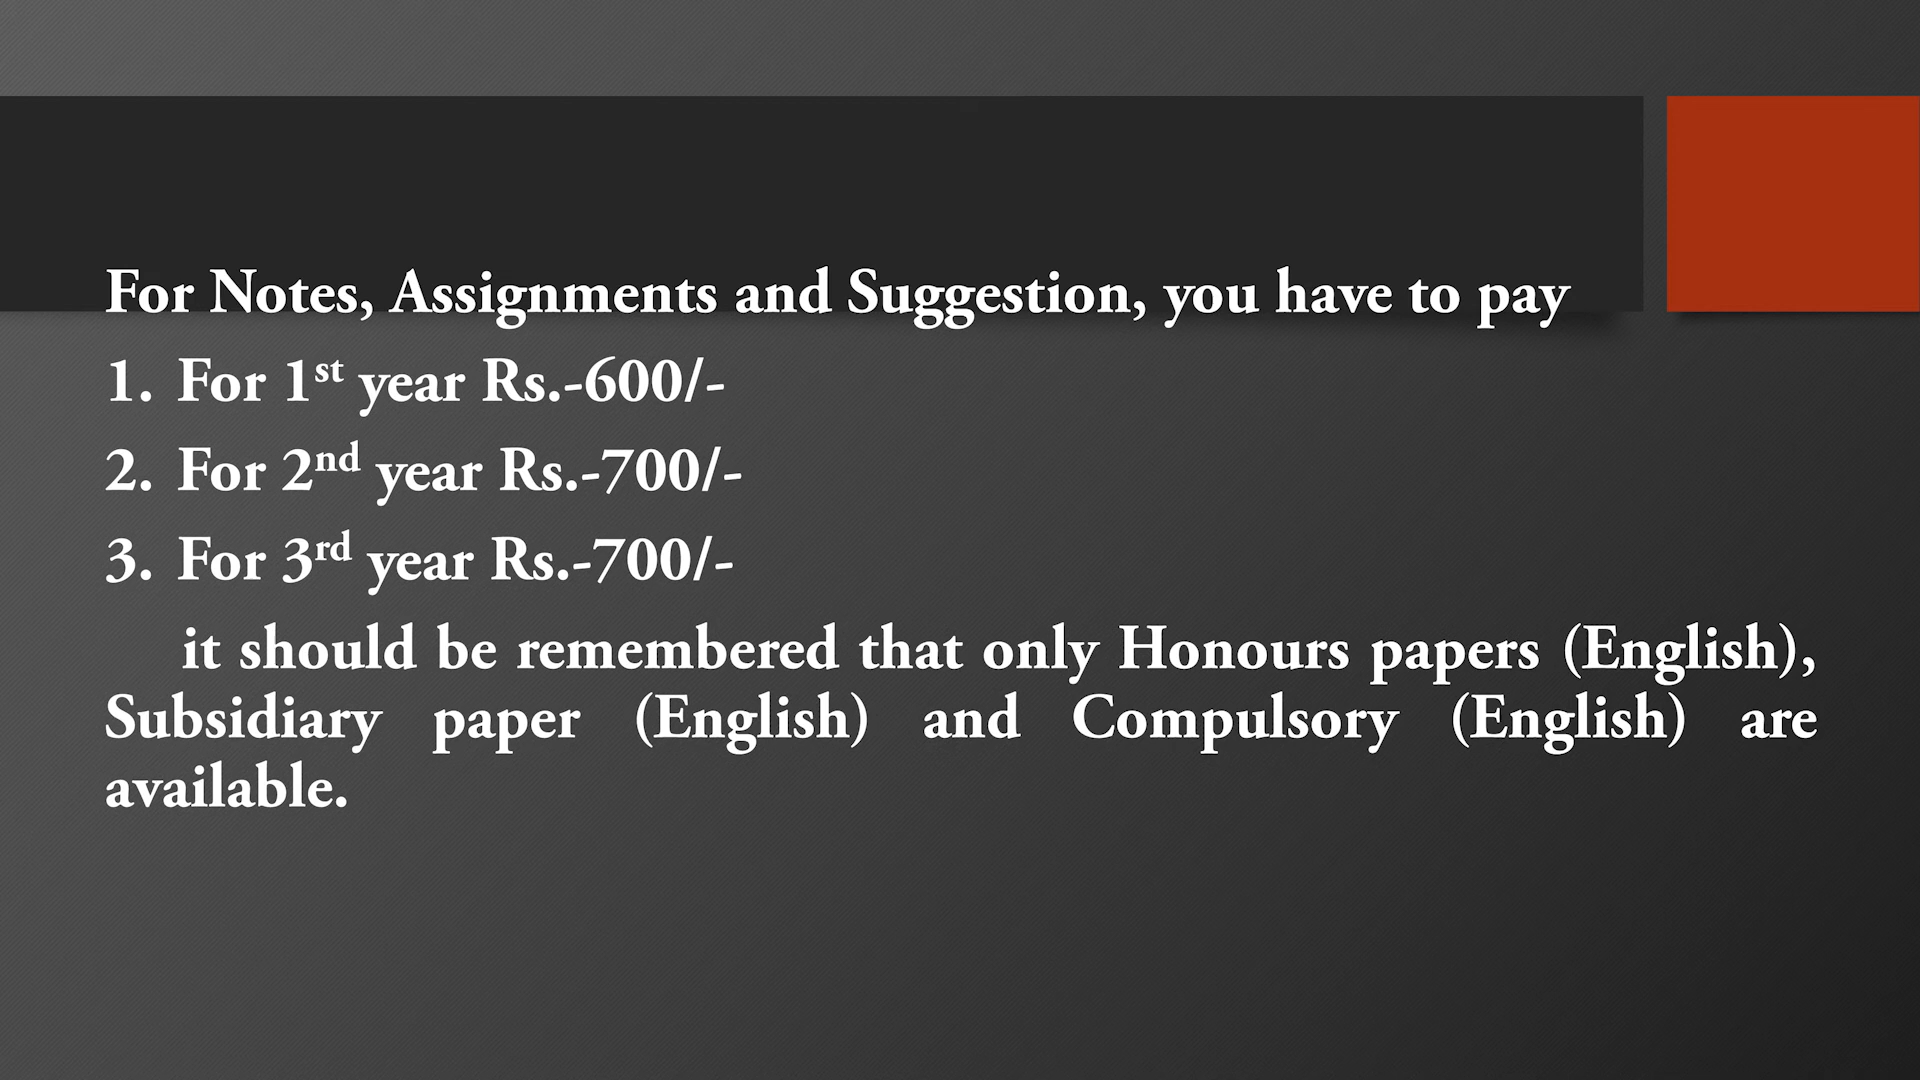 For Notes, Assignments and Suggestion, you have to pay
1. For 1st year Rs.-600/-
2. For 2nd year Rs.-700/-
3. For 3rd year Rs.-700/-
it should be remembered that only Honours papers (English),
Subsidiary paper (English) and Compulsory (English) are
available.